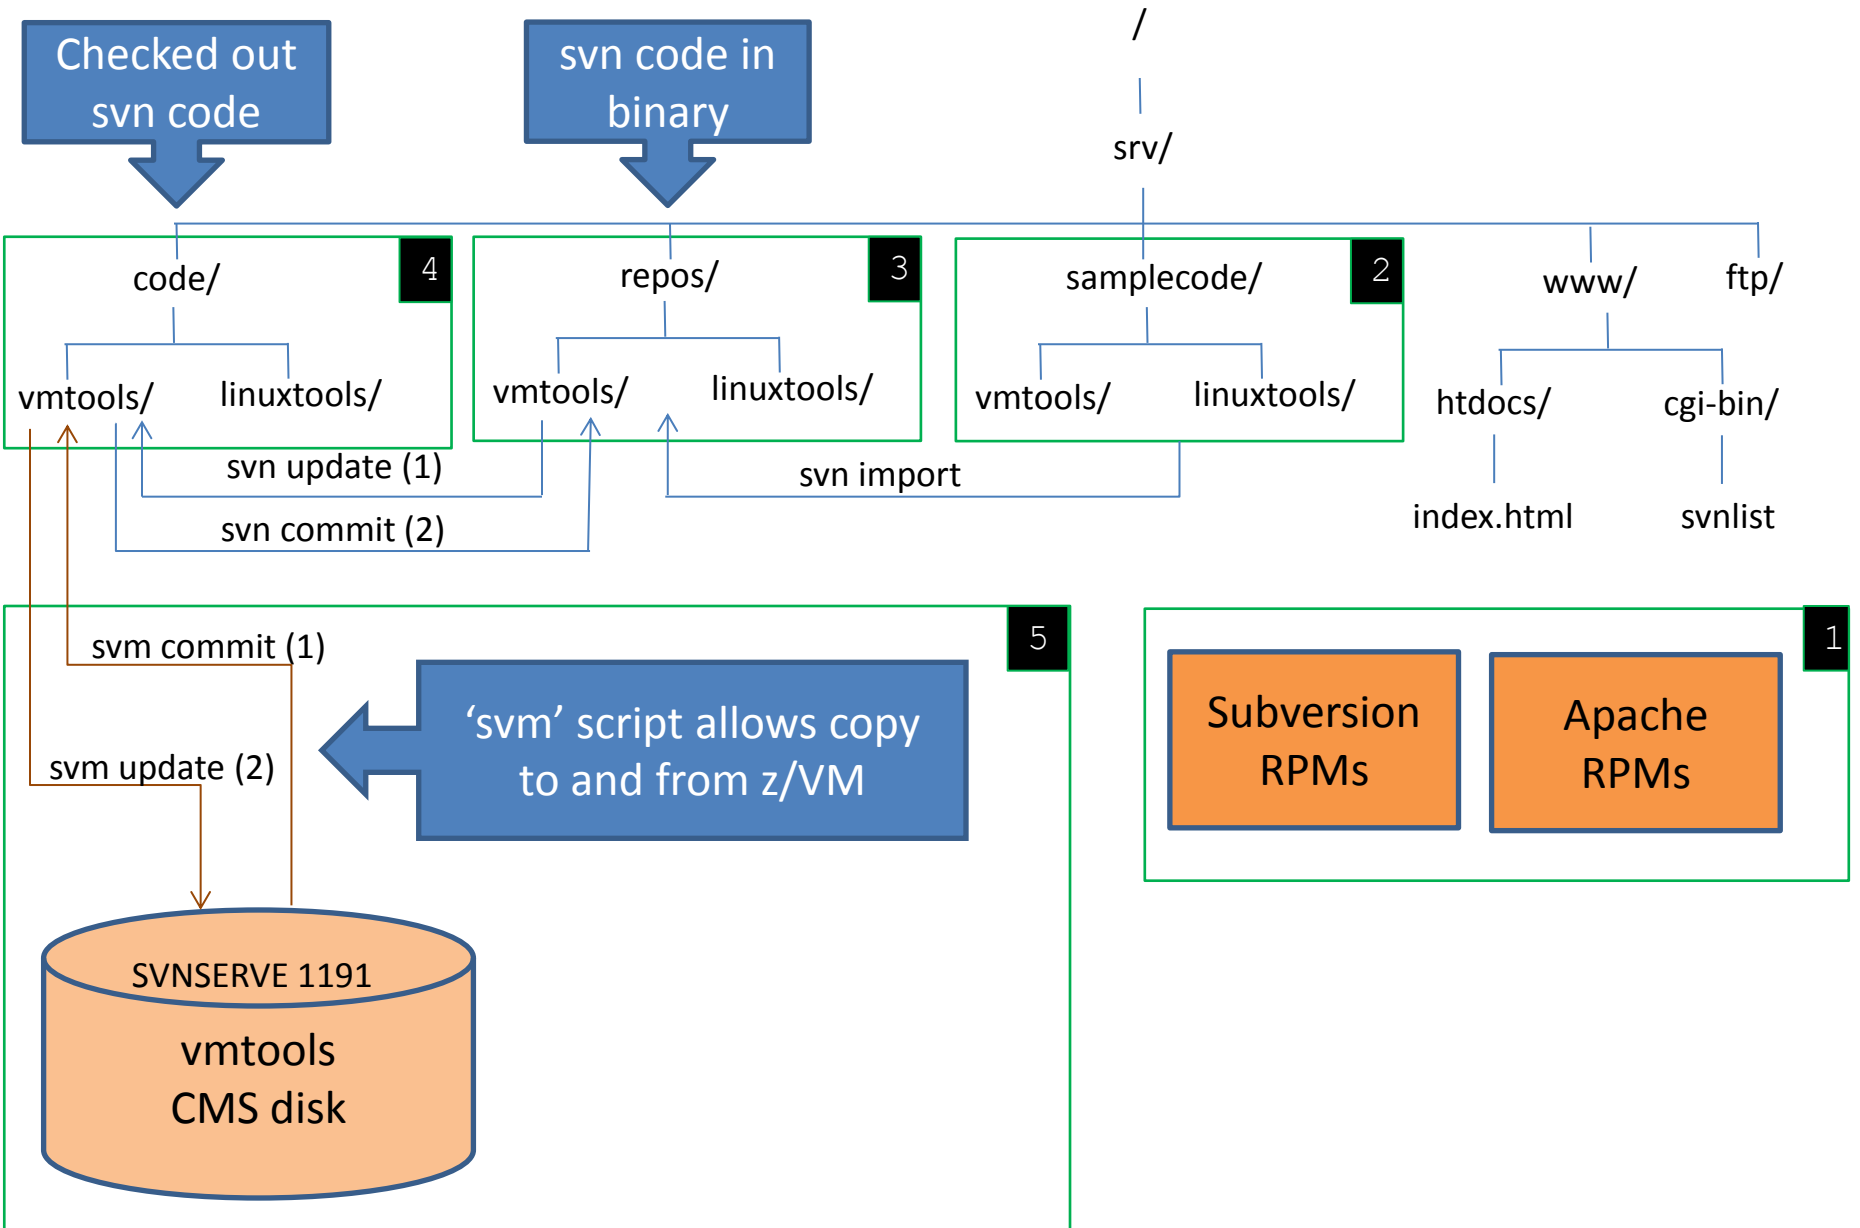 Checked out
svn code
svn code in
binary
/
srv/
4
code/
vmtools/
linuxtools/
3
repos/
vmtools/
linuxtools/
2
samplecode/
vmtools/
linuxtools/
www/
ftp/
htdocs/
cgi-bin/
index.html
svnlist
svn update (1)
svn commit (2)
svn import
5
svm commit (1)
svm update (2)
‘svm’ script allows copy
to and from z/VM
SVNSERVE 1191
vmtools
CMS disk
1
Subversion
RPMs
Apache
RPMs